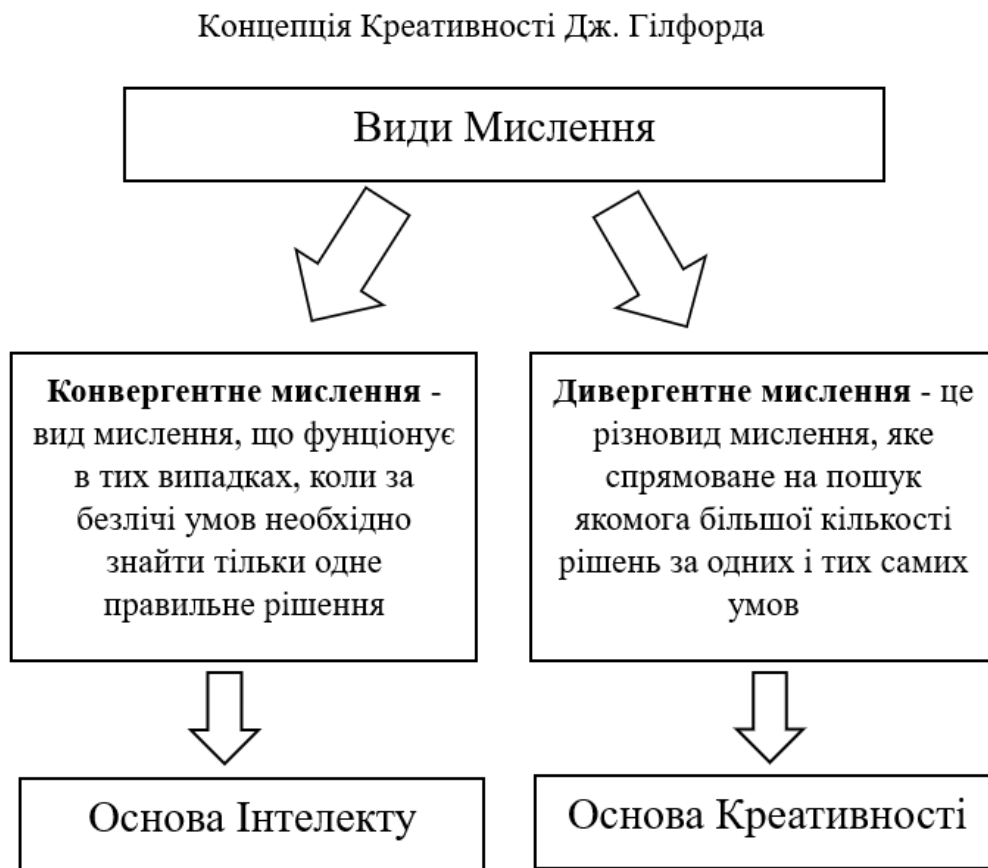 Концепція Креативності Дж. Гілфорда
Види Мислення
Конвергентне мислення -
вид мислення, що фунціонує
в тих випадках, коли за
безлічі умов необхідно
знайти тільки одне
правильне рішення
Дивергентне мислення - це
різновид мислення, яке
спрямоване на пошук
якомога більшої кількості
рішень за одних і тих самих
умов
Основа Інтелекту
Основа Креативності